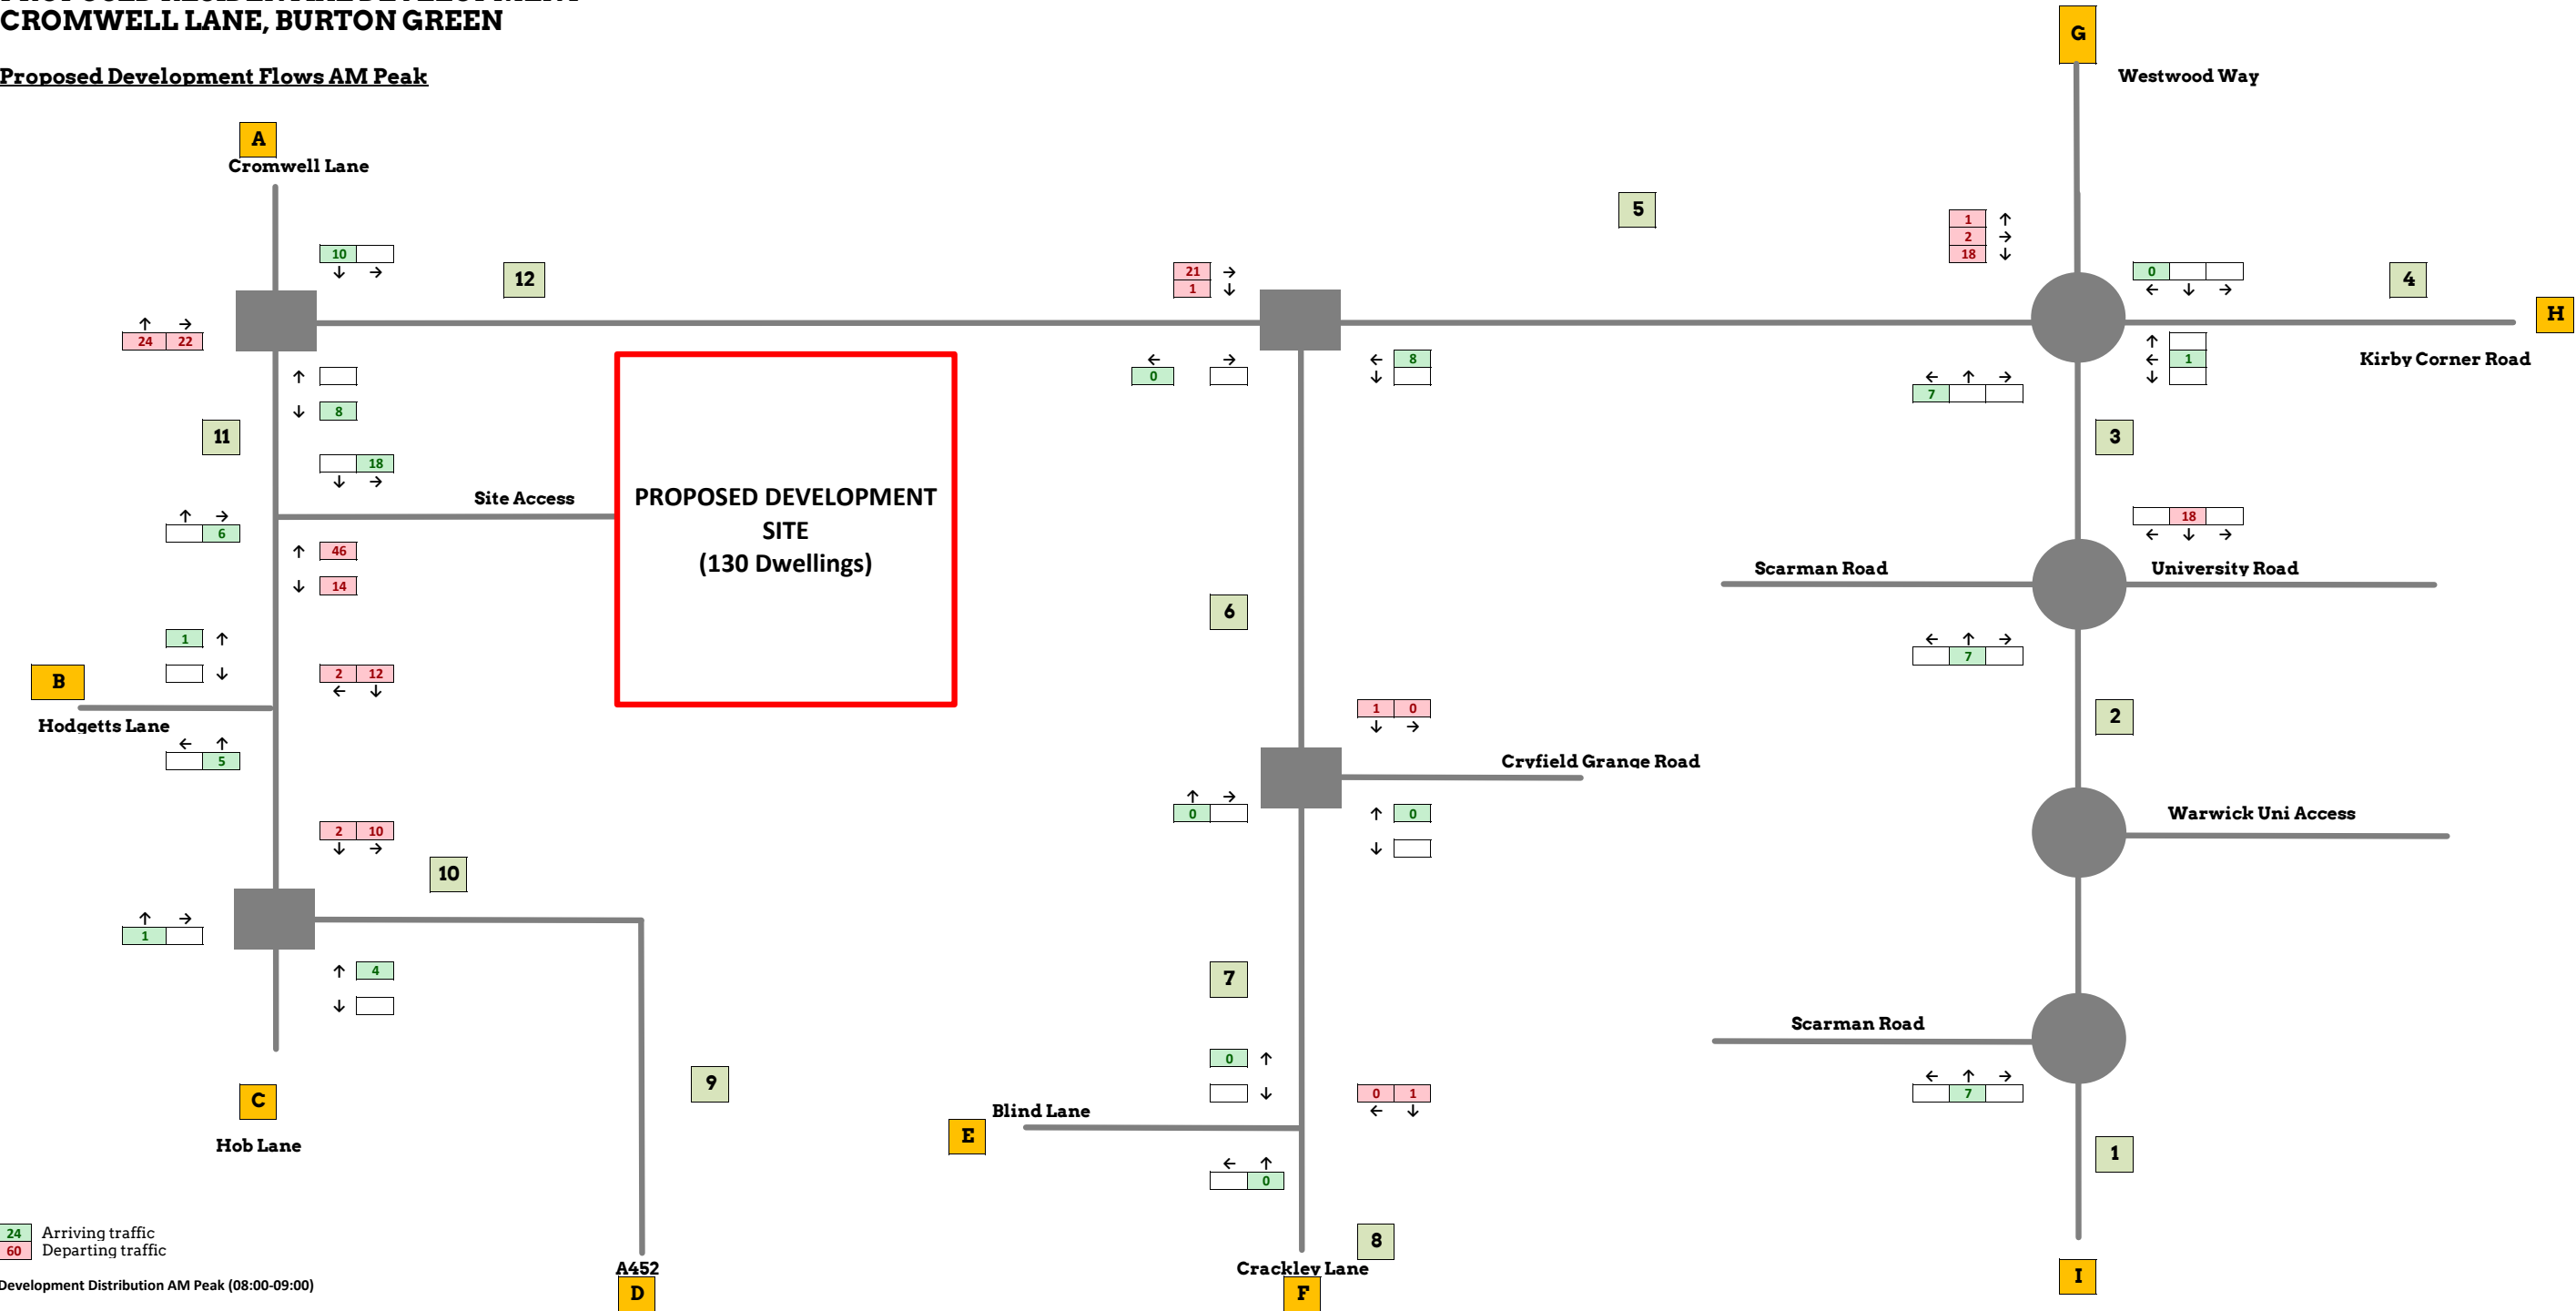 CROMWELL LANE, BURTON GREEN
Proposed Development Flows AM Peak
G
Westwood Way
A
Cromwell Lane
5
1 ↑
2 →
18 ↓
10
↓ →
12
21 →
1 ↓
0
← ↓ →
4
H
↑ →
24 22
↑
← 1
↓
Kirby Corner Road
↑
↓ 8
← →
0
← 8
↓
← ↑ →
7
11
3
18
↓ →
Site Access
PROPOSED DEVELOPMENT
SITE
(130 Dwellings)
↑ →
6
18
← ↓ →
↑ 46
↓ 14
Scarman Road
University Road
6
1 ↑
↓
← ↑ →
7
B
2 12
← ↓
Hodgetts Lane
← ↑
5
1 0
↓ →
2
Cryfield Grange Road
2 10
↓ →
↑ →
0
↑ 0
↓
Warwick Uni Access
10
↑ →
1
↑ 4
↓
7
Scarman Road
0 ↑
↓
0 1
← ↓
← ↑ →
7
9
C
Blind Lane
E
Hob Lane
← ↑
0
1
24 Arriving traffic
60 Departing traffic
8
A452
Crackley Lane
Development Distribution AM Peak (08:00-09:00)
D
F
I